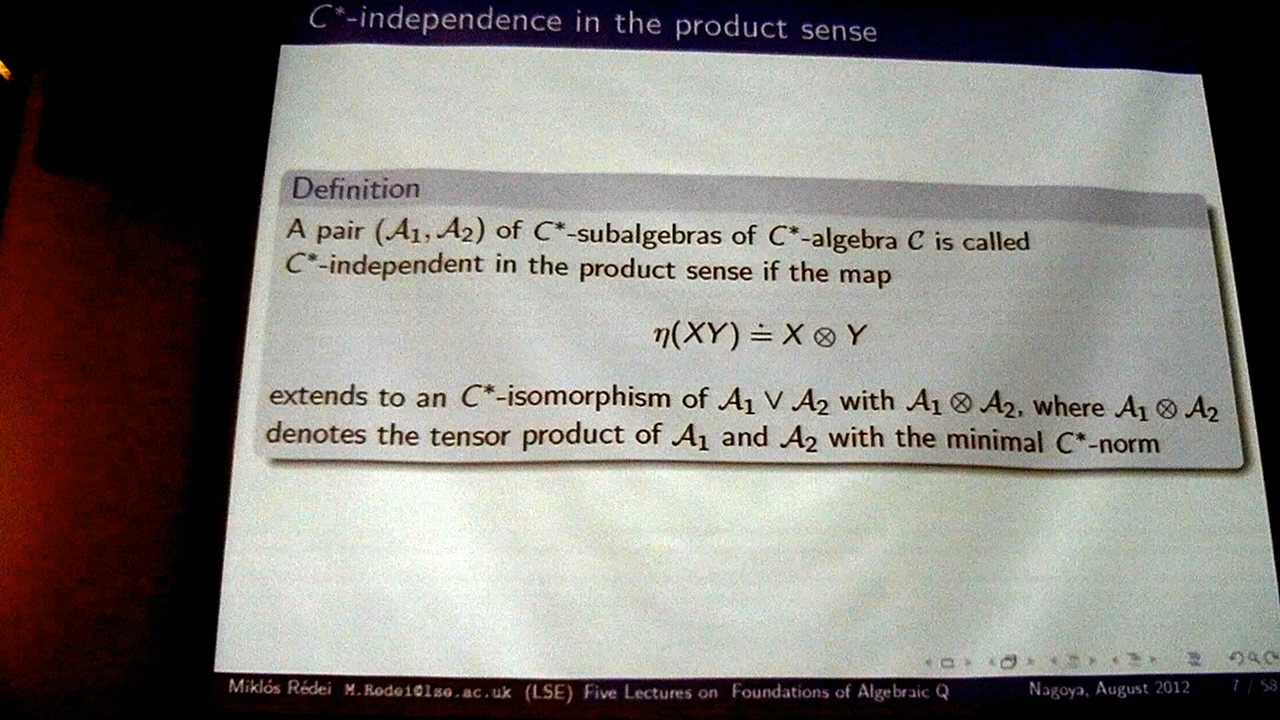 C*-independence in the product sense
Definition
A pair (𝒜₁, 𝒜₂) of C*-subalgebras of C*-algebra 𝒞 is called
C*-independent in the product sense if the map
η(XY) ≐ X ⊗ Y
extends to an C*-isomorphism of 𝒜₁ ∨ 𝒜₂ with 𝒜₁ ⊗ 𝒜₂, where 𝒜₁ ⊗ 𝒜₂
denotes the tensor product of 𝒜₁ and 𝒜₂ with the minimal C*-norm
Miklós Rédei M.Redei@lse.ac.uk (LSE) Five Lectures on Foundations of Algebraic Q Nagoya, August 2012 7 / 58